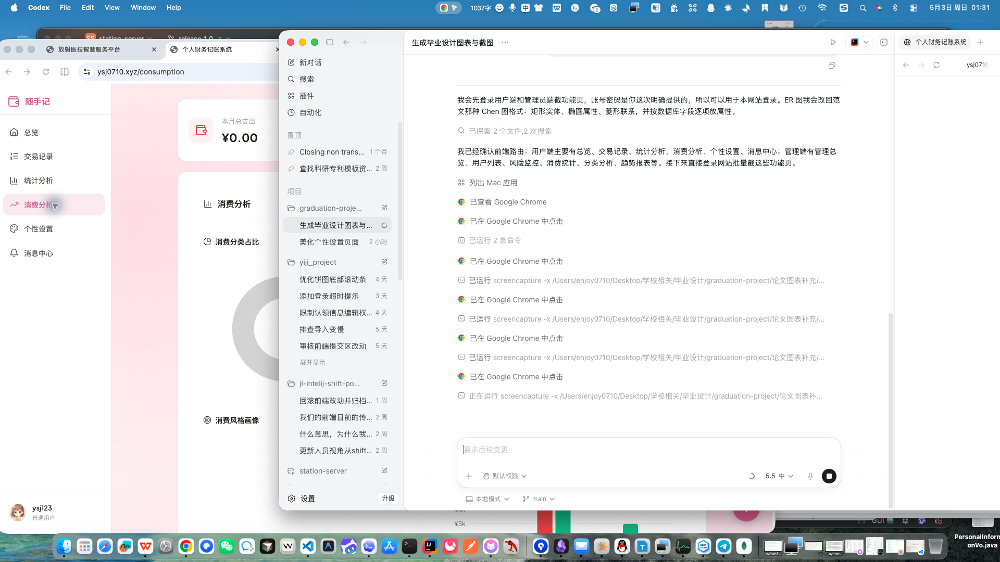 Codex File Edit View Window Help
1037字
5月3日 周日 01:31
station-server
release-1.0
放射医技智慧服务平台
个人财务记账系统
ysj0710.xyz/consumption
随手记
总览
交易记录
统计分析
消费分析
个性设置
消息中心
ysj123
普通用户
本月总支出
¥0.00
消费分析
消费分类占比
消费风格画像
新对话
搜索
插件
自动化
置顶
Closing non trans... 1 个月
查找科研专利模板资... 2 周
项目
graduation-proje...
生成毕业设计图表与...
美化个性设置页面 2 小时
yiji_project
优化饼图底部滚动条 4 天
添加登录超时提示 3 天
限制认领信息编辑权... 4 天
排查导入变慢 5 天
审核前端提交区改动 5 天
展开显示
jl-intelij-shift-po...
回滚前端改动并归档... 1 周
我们的前端目前的传... 2 周
什么意思，为什么我... 2 周
更新人员视角从shift... 2 周
station-server
设置
升级
生成毕业设计图表与截图 ...
我会先登录用户端和管理员端截功能页，账号密码是你这次明确提供的，所以可以用于本网站登录。ER 图我会改回范
文那种 Chen 图格式：矩形实体、椭圆属性、菱形联系，并按数据库字段逐项放属性。
已探索 2 个文件,2 次搜索
我已经确认前端路由：用户端主要有总览、交易记录、统计分析、消费分析、个性设置、消息中心；管理端有管理总
览、用户列表、风险监控、消费统计、分类分析、趋势报表等。接下来直接登录网站批量截这些功能页。
列出 Mac 应用
已查看 Google Chrome
已在 Google Chrome 中点击
已运行 2 条命令
已在 Google Chrome 中点击
已运行 screencapture -x /Users/enjoy0710/Desktop/学校相关/毕业设计/graduation-project/论文图表补充/...
已在 Google Chrome 中点击
已运行 screencapture -x /Users/enjoy0710/Desktop/学校相关/毕业设计/graduation-project/论文图表补充/...
已在 Google Chrome 中点击
已运行 screencapture -x /Users/enjoy0710/Desktop/学校相关/毕业设计/graduation-project/论文图表补充/...
已在 Google Chrome 中点击
正在运行 screencapture -x /Users/enjoy0710/Desktop/学校相关/毕业设计/graduation-project/论文图表补...
要求后续变更
默认权限
5.5 中
本地模式
main
个人财务记账系统
ysj0710
¥4k
¥3k
GUI
PersonalInform
onVo.java